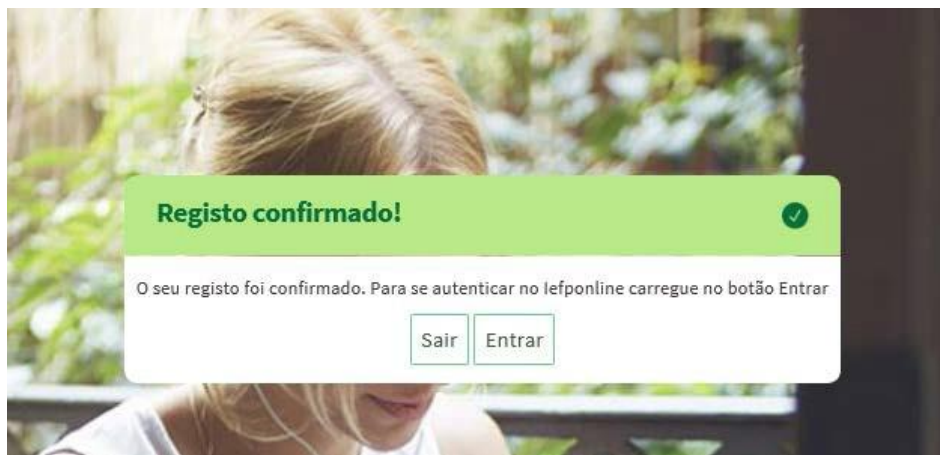 Registo confirmado!
O seu registo foi confirmado. Para se autenticar no Iefponline carregue no botão Entrar
Sair
Entrar